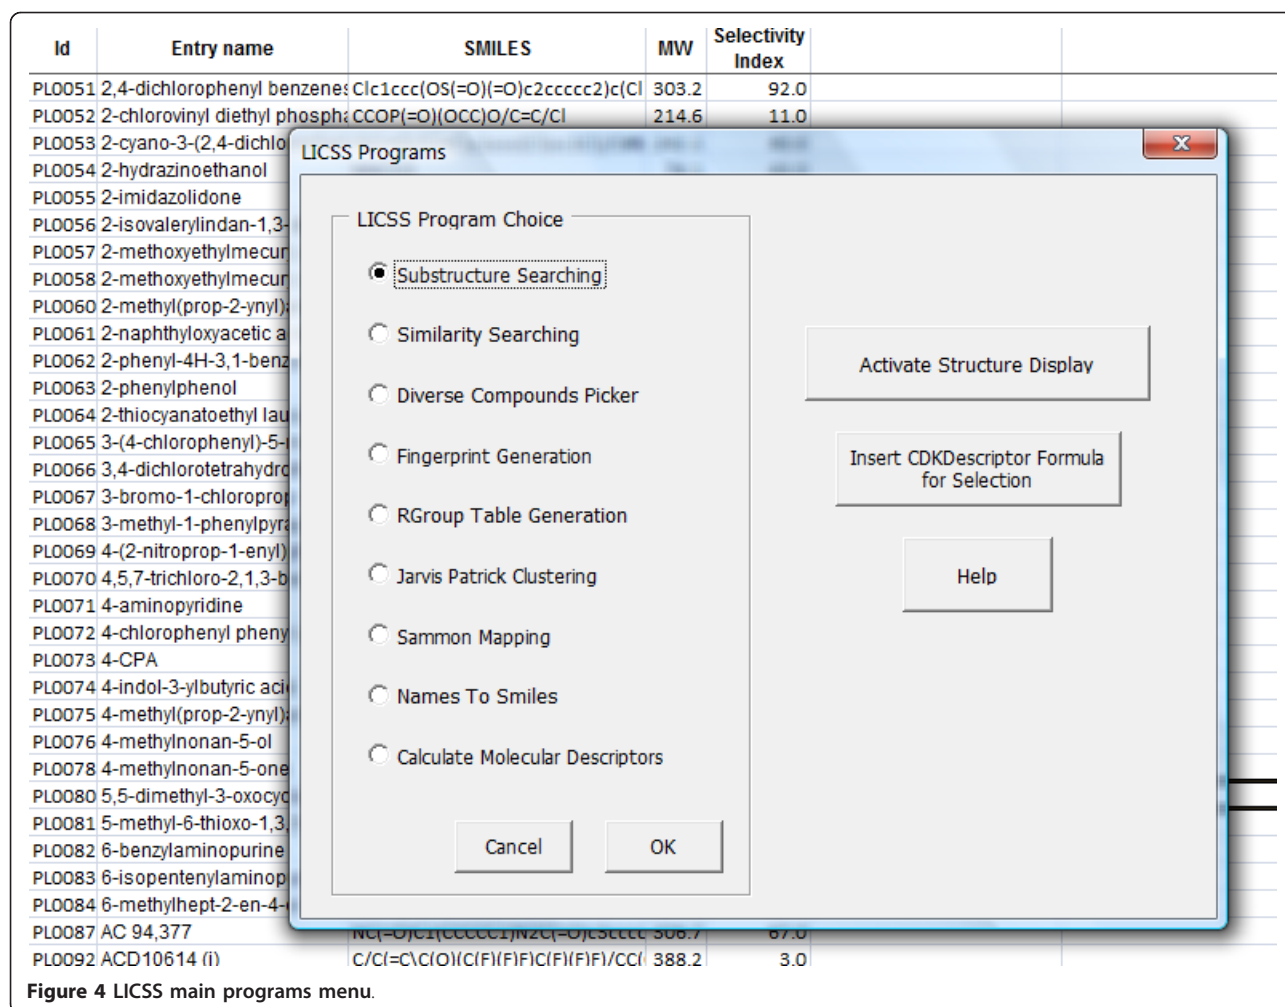 Id Entry name SMILES MW Selectivity Index
PL0051 2,4-dichlorophenyl benzenes Clc1ccc(OS(=O)(=O)c2ccccc2)c(Cl 303.2 92.0
PL0052 2-chlorovinyl diethyl phospha CCOP(=O)(OCC)O/C=C/Cl 214.6 11.0
PL0053 2-cyano-3-(2,4-dichlo
PL0054 2-hydrazinoethanol
PL0055 2-imidazolidone
PL0056 2-isovalerylindan-1,3-
PL0057 2-methoxyethylmecur
PL0058 2-methoxyethylmecur
PL0060 2-methyl(prop-2-ynyl)a
PL0061 2-naphthyloxyacetic a
PL0062 2-phenyl-4H-3,1-benz
PL0063 2-phenylphenol
PL0064 2-thiocyanatoethyl lau
PL0065 3-(4-chlorophenyl)-5-
PL0066 3,4-dichlorotetrahydro
PL0067 3-bromo-1-chloroprop
PL0068 3-methyl-1-phenylpyra
PL0069 4-(2-nitroprop-1-enyl)
PL0070 4,5,7-trichloro-2,1,3-b
PL0071 4-aminopyridine
PL0072 4-chlorophenyl pheny
PL0073 4-CPA
PL0074 4-indol-3-ylbutyric aci
PL0075 4-methyl(prop-2-ynyl)a
PL0076 4-methylnonan-5-ol
PL0078 4-methylnonan-5-one
PL0080 5,5-dimethyl-3-oxocyc
PL0081 5-methyl-6-thioxo-1,3,
PL0082 6-benzylaminopurine
PL0083 6-isopentenylaminop
PL0084 6-methylhept-2-en-4-
PL0087 AC 94,377 NC(=O)C1(CCCCC1)N2C(=O)c3cccc 306.7 67.0
PL0092 ACD10614 (i) C/C(=C\C(O)(C(F)(F)F)C(F)(F)F)/CC( 388.2 3.0
LICSS Programs
X
LICSS Program Choice
Substructure Searching
Similarity Searching
Diverse Compounds Picker
Fingerprint Generation
RGroup Table Generation
Jarvis Patrick Clustering
Sammon Mapping
Names To Smiles
Calculate Molecular Descriptors
Cancel OK
Activate Structure Display
Insert CDKDescriptor Formula
for Selection
Help
Figure 4 LICSS main programs menu.